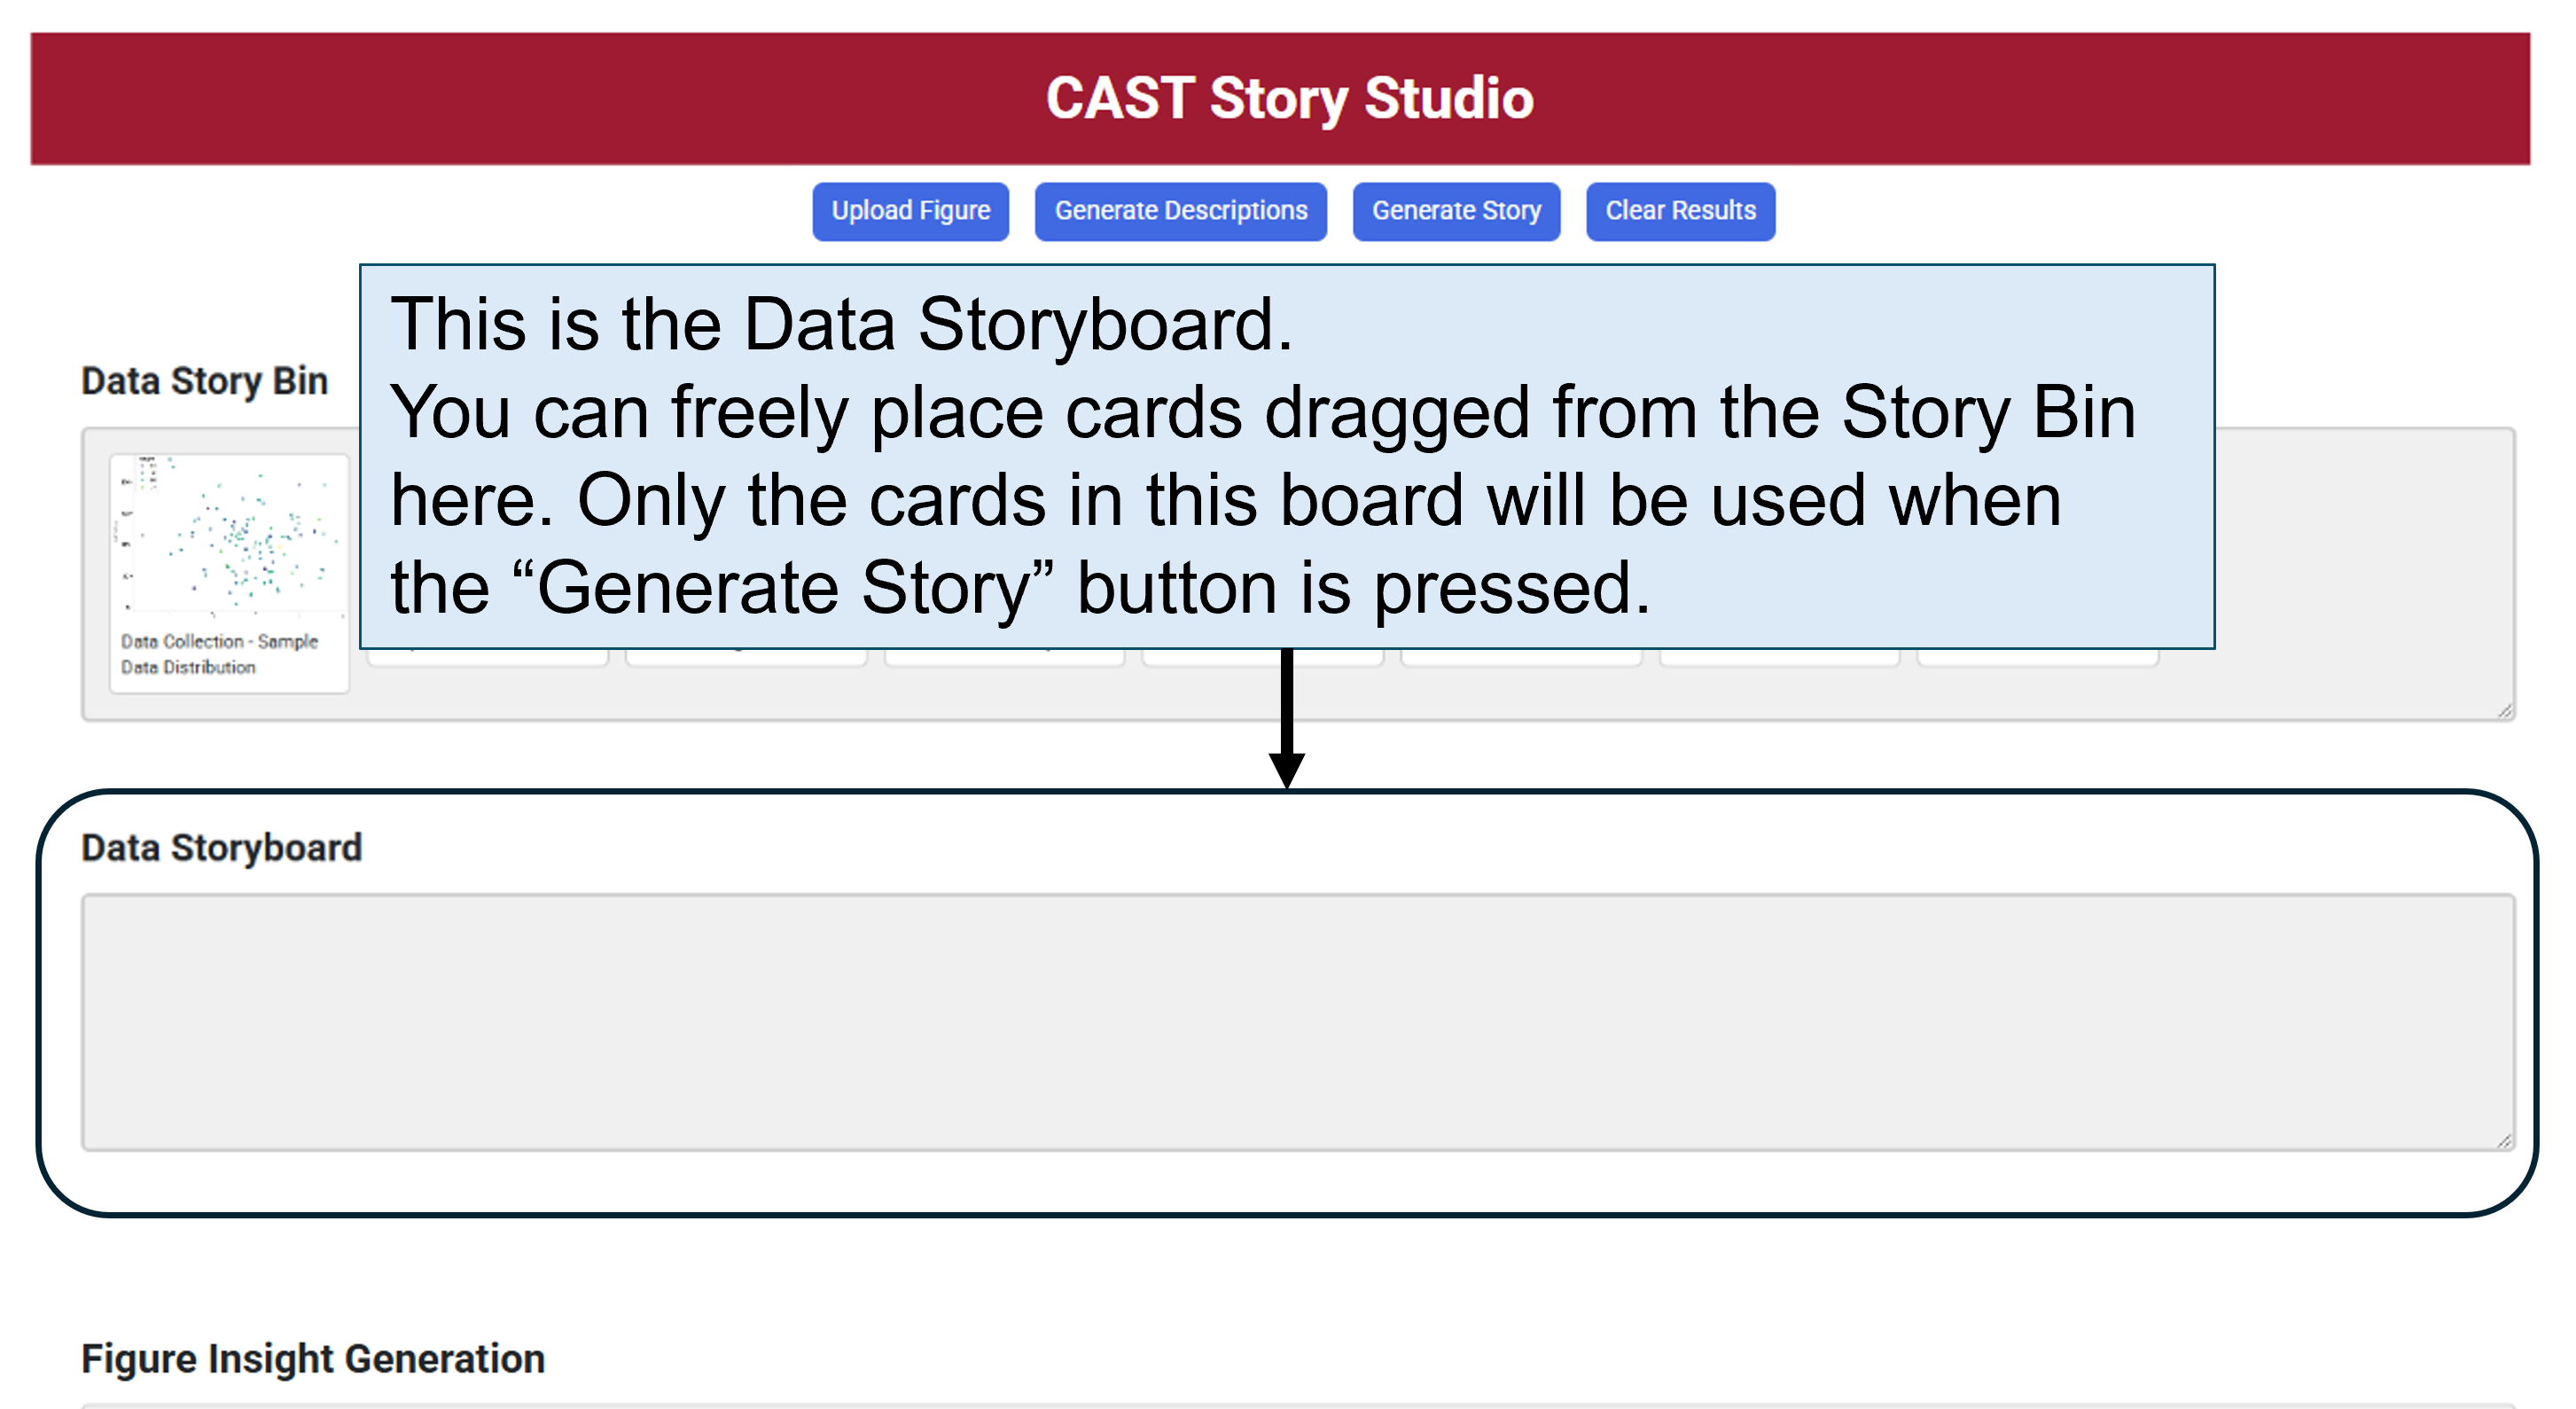 CAST Story Studio
Upload Figure
Generate Descriptions
Generate Story
Clear Results
This is the Data Storyboard.
You can freely place cards dragged from the Story Bin
here. Only the cards in this board will be used when
the “Generate Story” button is pressed.
Data Story Bin
Data Collection - Sample
Data Distribution
Data Storyboard
Figure Insight Generation